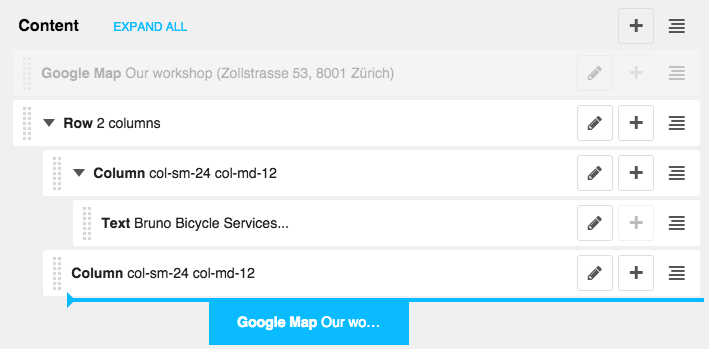 Content EXPAND ALL
Google Map Our workshop (Zollstrasse 53, 8001 Zürich)
Row 2 columns
Column col-sm-24 col-md-12
Text Bruno Bicycle Services...
Column col-sm-24 col-md-12
Google Map Our wo...